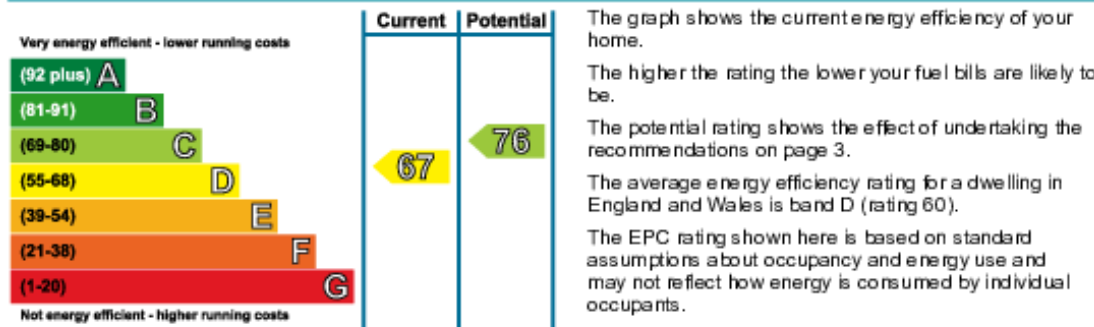 Current Potential
Very energy efficient - lower running costs
(92 plus) A
(81-91) B
(69-80) C
(55-68) D
(39-54) E
(21-38) F
(1-20) G
Not energy efficient - higher running costs
67
76
The graph shows the current energy efficiency of your
home.
The higher the rating the lower your fuel bills are likely to
be.
The potential rating shows the effect of undertaking the
recommendations on page 3.
The average energy efficiency rating for a dwelling in
England and Wales is band D (rating 60).
The EPC rating shown here is based on standard
assumptions about occupancy and energy use and
may not reflect how energy is consumed by individual
occupants.